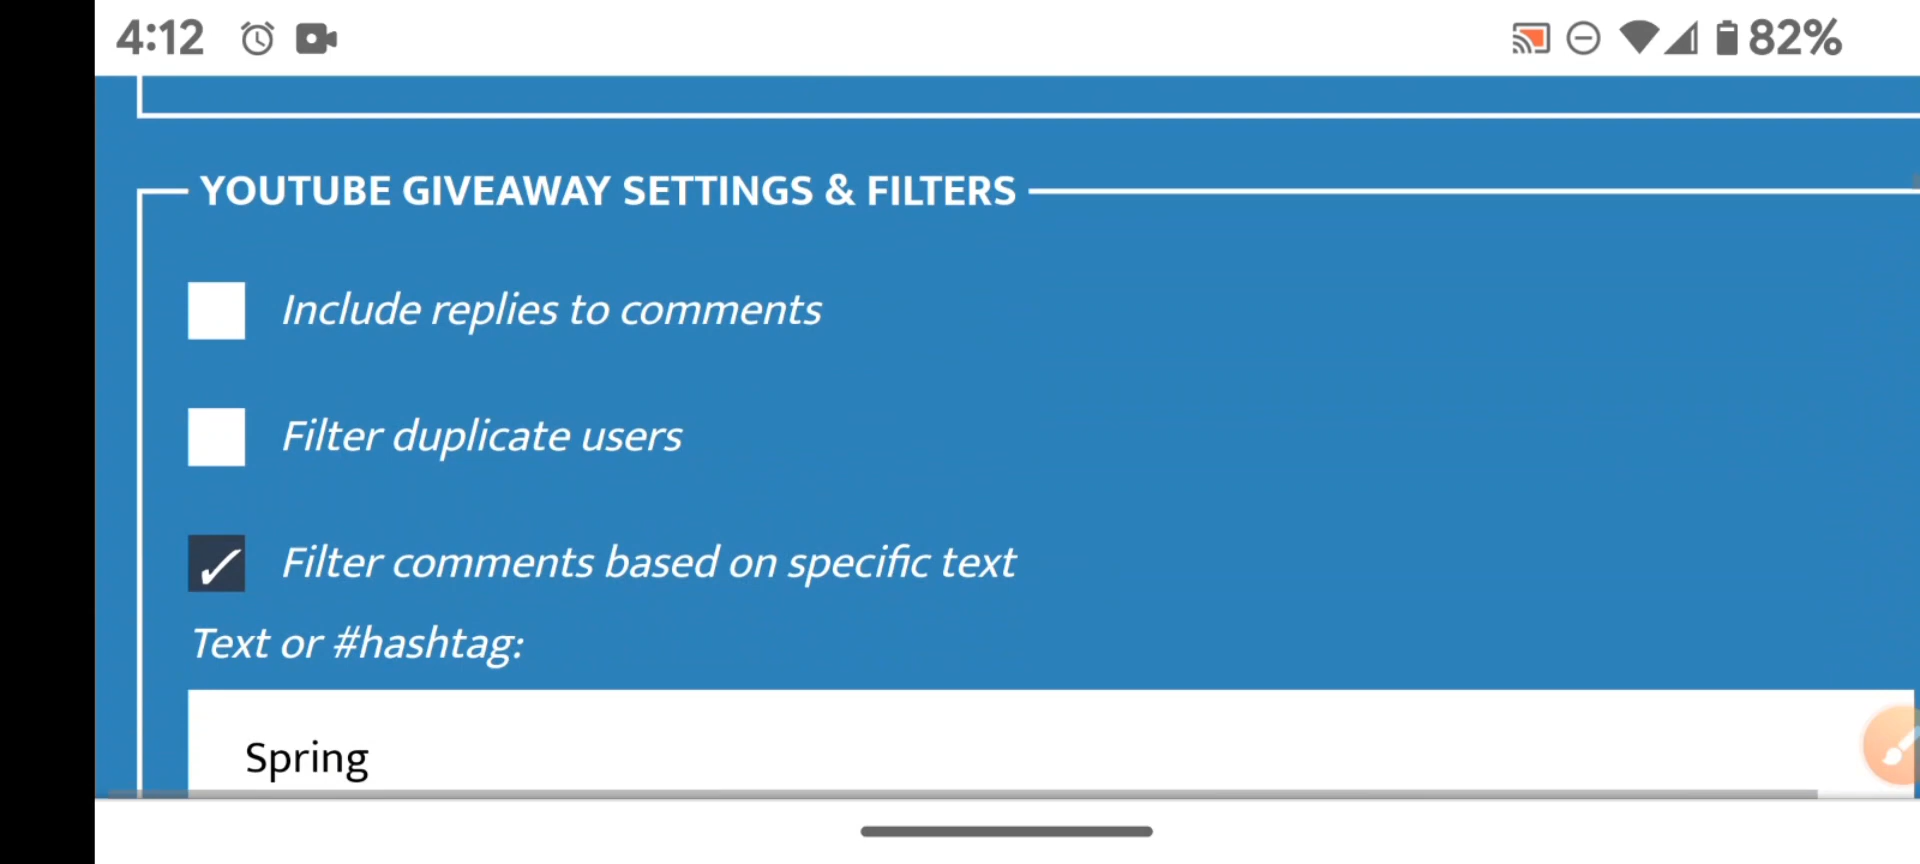 4:12 82%
YOUTUBE GIVEAWAY SETTINGS & FILTERS
Include replies to comments
Filter duplicate users
Filter comments based on specific text
Text or #hashtag:
Spring